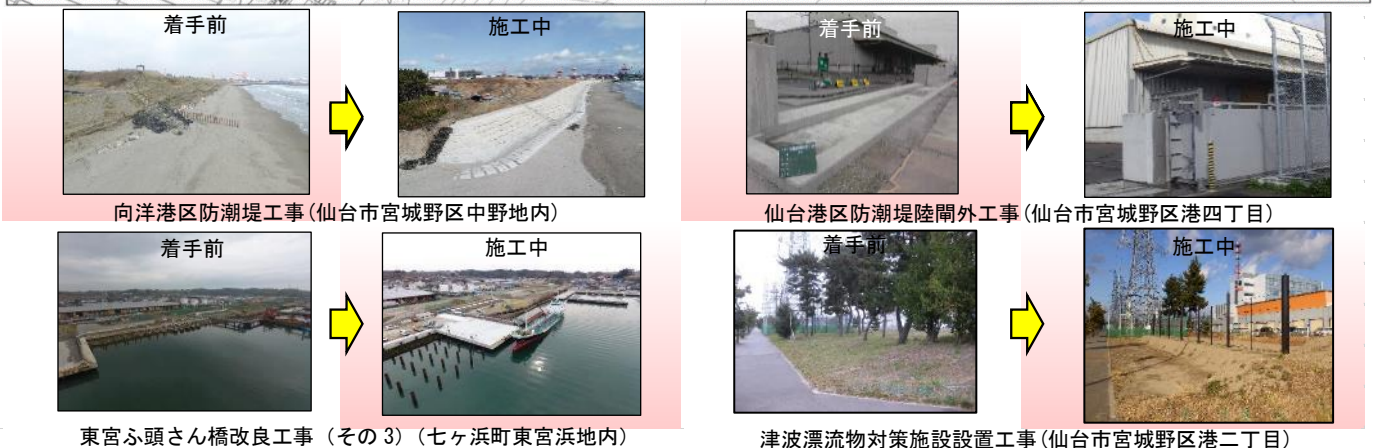 着手前
施工中
着手前
施工中
向洋港区防潮堤工事(仙台市宮城野区中野地内)
仙台港区防潮堤陸閘外工事(仙台市宮城野区港四丁目)
着手前
施工中
着手前
施工中
東宮ふ頭さん橋改良工事（その3）(七ヶ浜町東宮浜地内)
津波漂流物対策施設設置工事(仙台市宮城野区港二丁目)